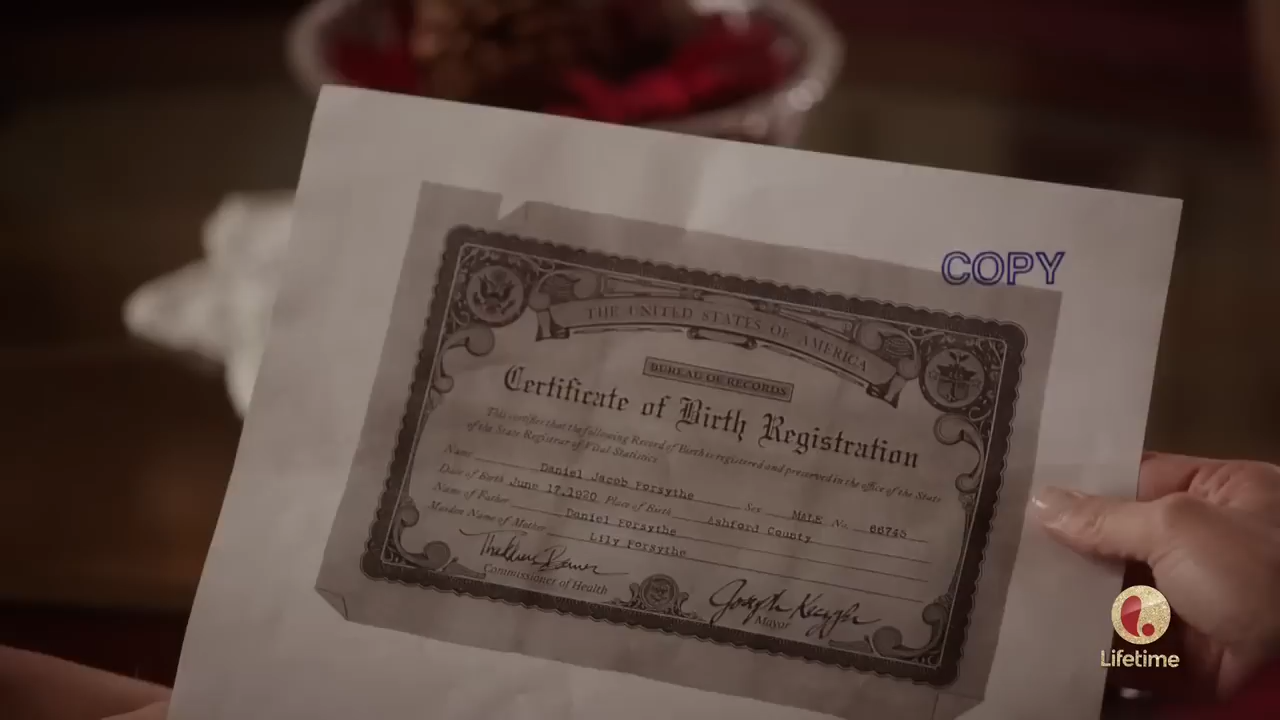 COPY
THE UNITED STATES OF AMERICA
BUREAU OF RECORDS
Certificate of Birth Registration
This certifies that the following Record of Birth is registered and preserved in the office of the State
of the State Registrar of Vital Statistics.
Name Daniel Jacob Forsythe Sex MALE No. 66745
Date of Birth June 17,1920 Place of Birth Ashford County
Name of Father Daniel Forsythe
Maiden Name of Mother Lily Forsythe
Commissioner of Health
Joseph
Mayor
Lifetime